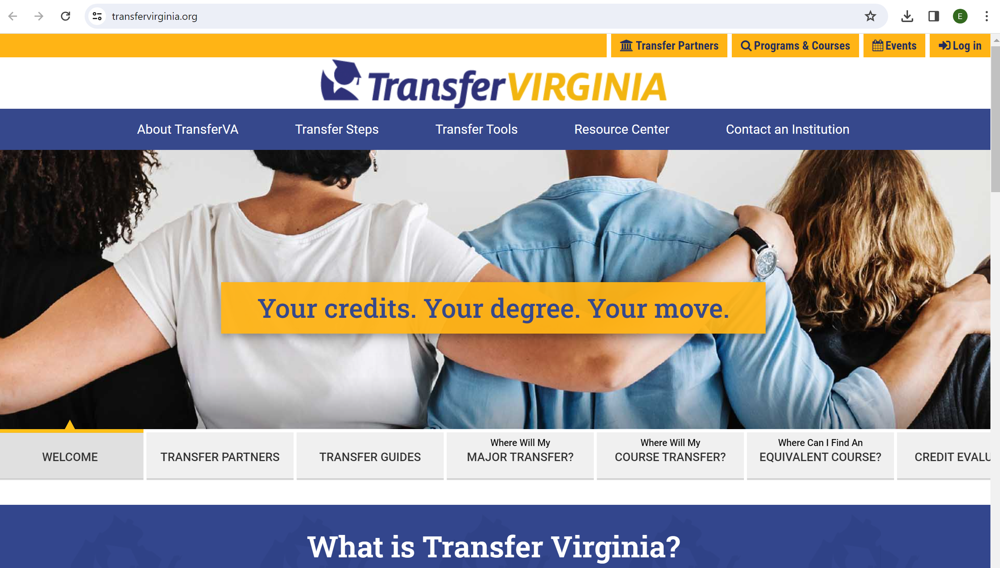 transfervirginia.org
E
Transfer Partners
Programs & Courses
Events
Log in
TransferVIRGINIA
About TransferVA
Transfer Steps
Transfer Tools
Resource Center
Contact an Institution
Your credits. Your degree. Your move.
WELCOME
TRANSFER PARTNERS
TRANSFER GUIDES
Where Will My
MAJOR TRANSFER?
Where Will My
COURSE TRANSFER?
Where Can I Find An
EQUIVALENT COURSE?
CREDIT EVALU
What is Transfer Virginia?